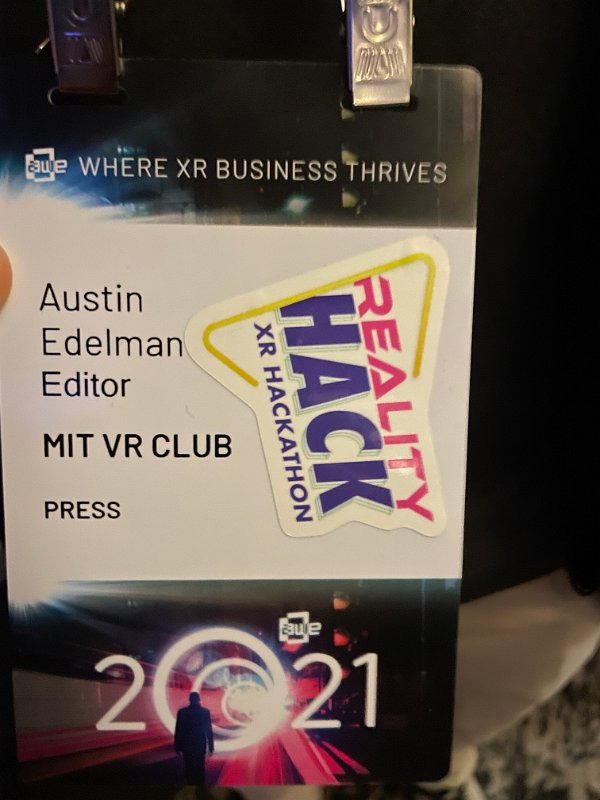 awe WHERE XR BUSINESS THRIVES
Austin
Edelman
Editor
MIT VR CLUB
PRESS
REALITY
HACK
XR HACKATHON
awe
2021